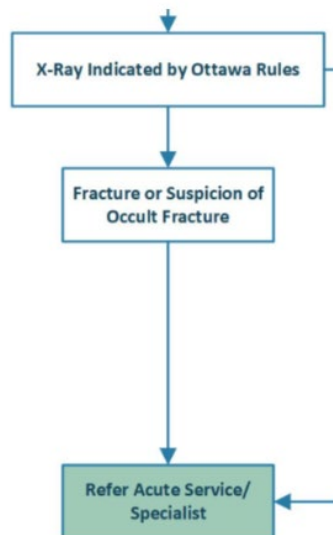 X-Ray Indicated by Ottawa Rules
Fracture or Suspicion of
Occult Fracture
Refer Acute Service/
Specialist